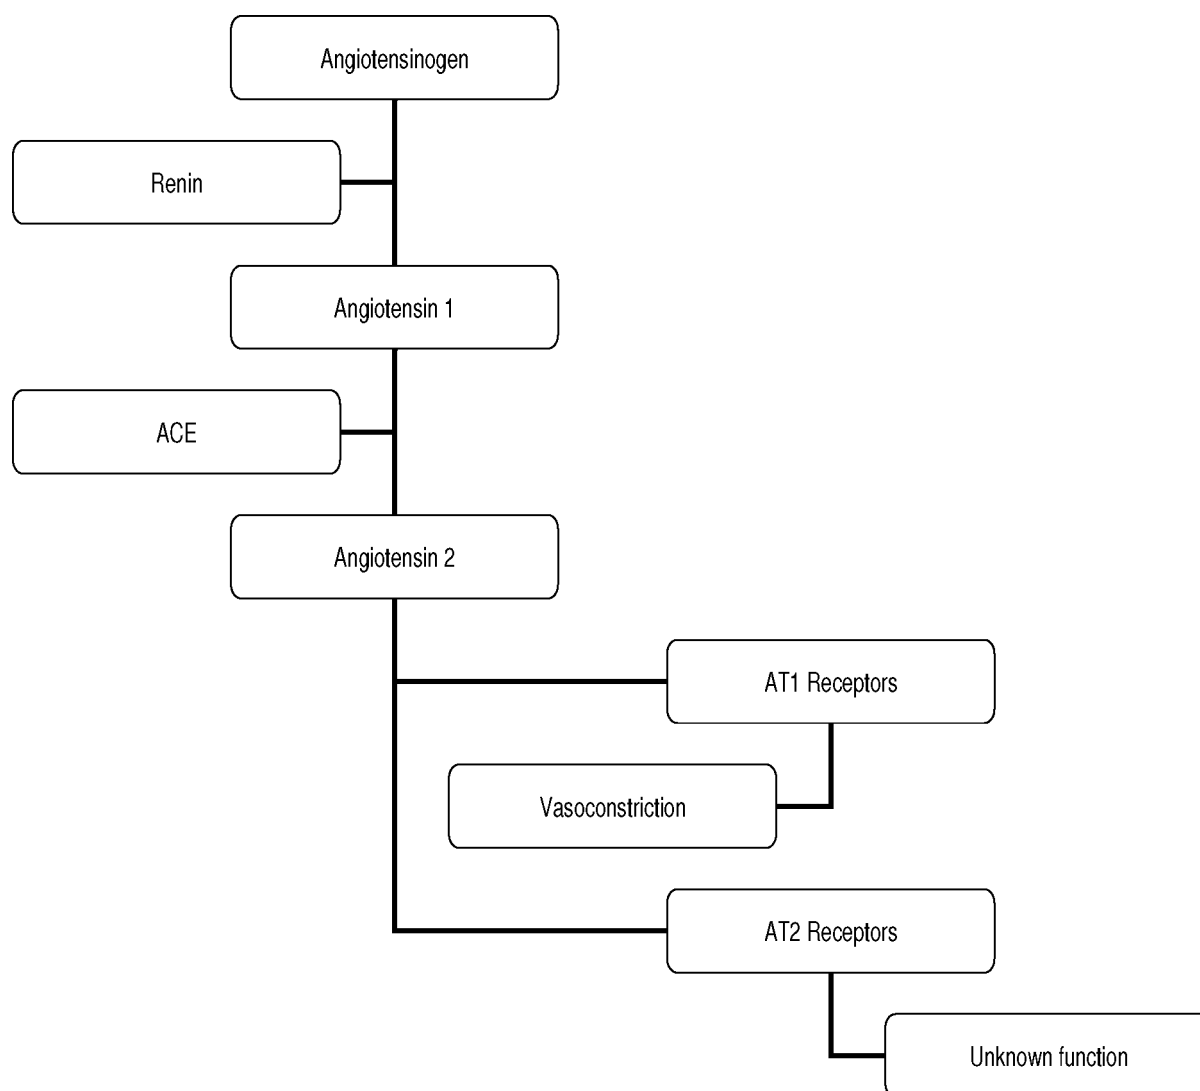 Angiotensinogen
Renin
Angiotensin 1
ACE
Angiotensin 2
AT1 Receptors
Vasoconstriction
AT2 Receptors
Unknown function